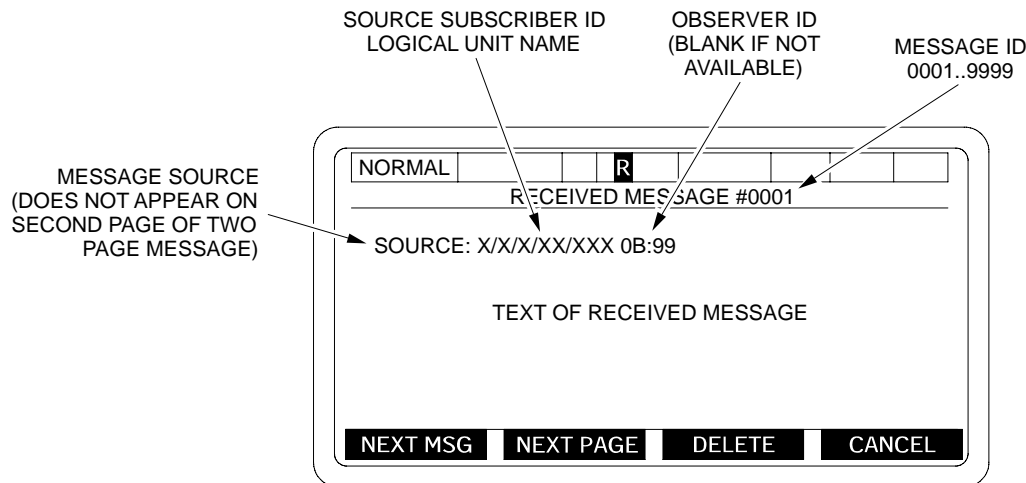 SOURCE SUBSCRIBER ID
LOGICAL UNIT NAME
OBSERVER ID
(BLANK IF NOT
AVAILABLE)
MESSAGE ID
0001..9999
MESSAGE SOURCE
(DOES NOT APPEAR ON
SECOND PAGE OF TWO
PAGE MESSAGE)
NORMAL R
RECEIVED MESSAGE #0001
SOURCE: X/X/X/XX/XXX 0B:99
TEXT OF RECEIVED MESSAGE
NEXT MSG NEXT PAGE DELETE CANCEL